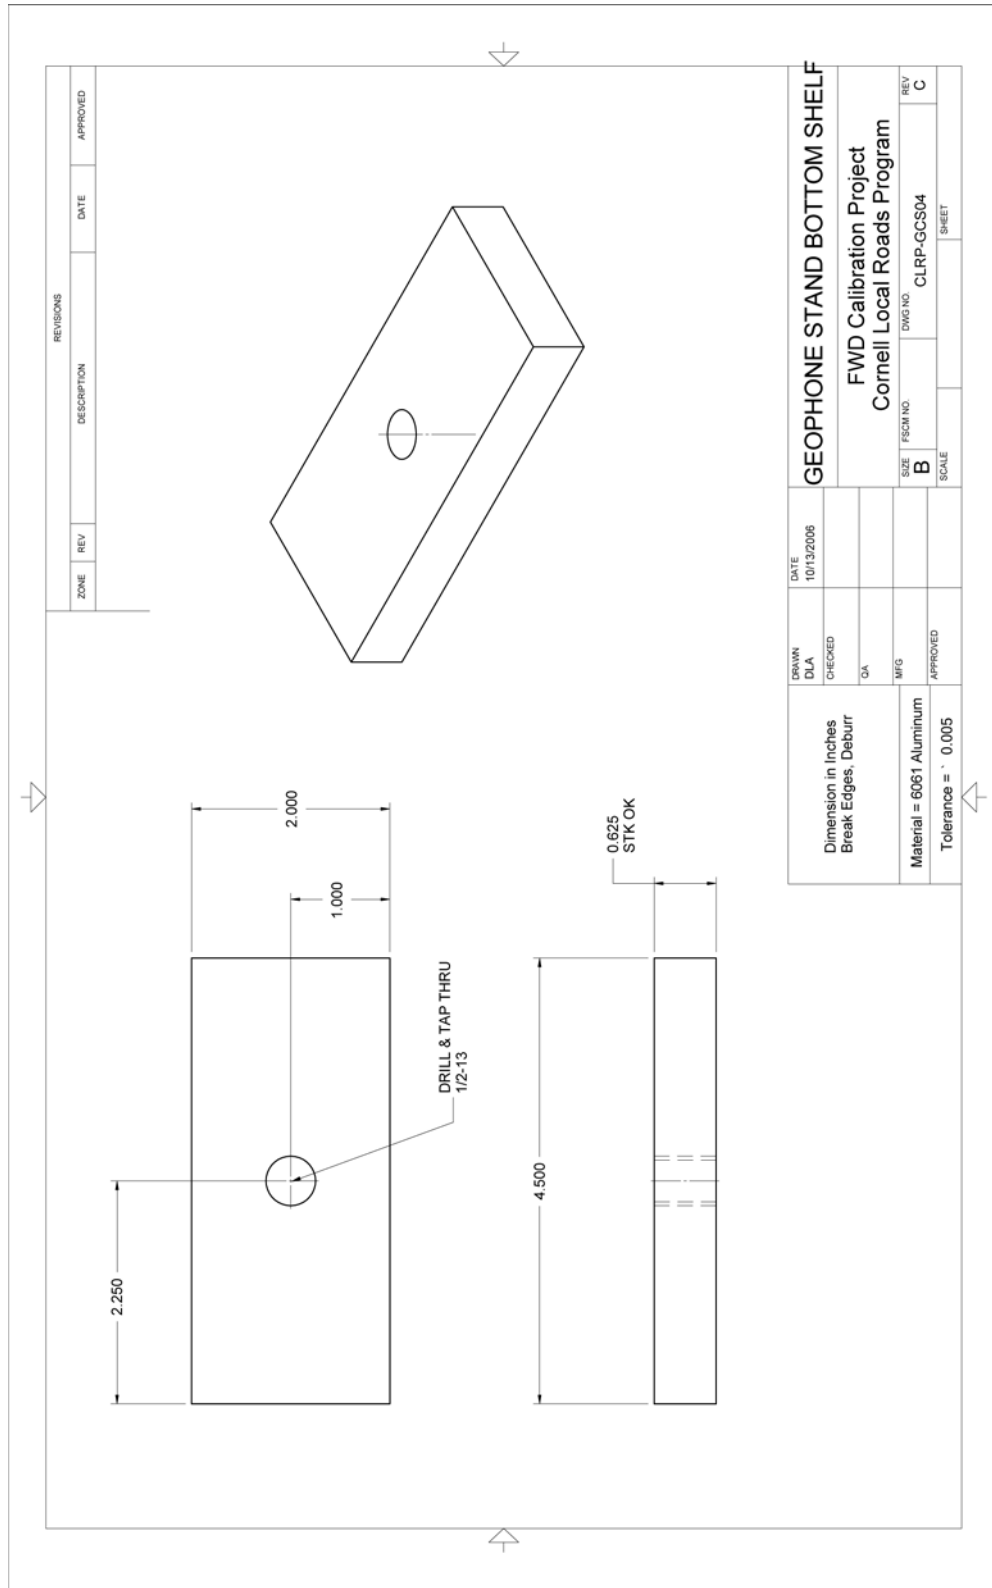 REVISIONS
ZONE REV DESCRIPTION DATE APPROVED
2.250
2.000
1.000
DRILL & TAP THRU
1/2-13
4.500
0.625
STK OK
Dimension in Inches
Break Edges, Deburr
Material = 6061 Aluminum
Tolerance = ` 0.005
DRAWN
DLA
DATE
10/13/2006
CHECKED
QA
MFG
APPROVED
GEOPHONE STAND BOTTOM SHELF
FWD Calibration Project
Cornell Local Roads Program
SIZE
B
FSCM NO.
DWG NO.
CLRP-GCS04
REV
C
SCALE
SHEET